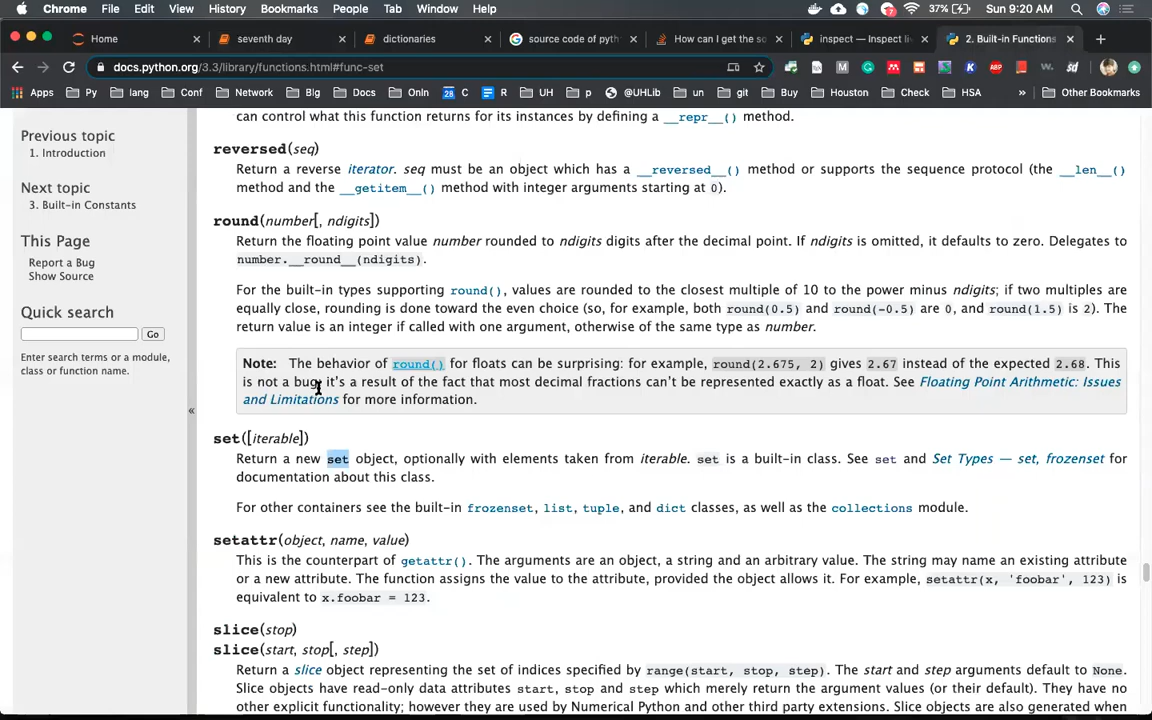 Chrome File Edit View History Bookmarks People Tab Window Help 7 37% Sun 9:20 AM
Home × seventh day × dictionaries × source code of pyth × How can I get the so × inspect — Inspect liv × 2. Built-in Functions × +
docs.python.org/3.3/library/functions.html#func-set
Apps Py lang Conf Network Blg Docs OnIn 28 C R UH p @UHLib un git Buy Houston Check HSA » Other Bookmarks
can control what this function returns for its instances by defining a __repr__() method.
Previous topic
1. Introduction
Next topic
3. Built-in Constants
This Page
Report a Bug
Show Source
Quick search
Go
Enter search terms or a module,
class or function name.
«
reversed(seq)
Return a reverse iterator. seq must be an object which has a __reversed__() method or supports the sequence protocol (the __len__()
method and the __getitem__() method with integer arguments starting at 0).
round(number[, ndigits])
Return the floating point value number rounded to ndigits digits after the decimal point. If ndigits is omitted, it defaults to zero. Delegates to
number.__round__(ndigits).
For the built-in types supporting round(), values are rounded to the closest multiple of 10 to the power minus ndigits; if two multiples are
equally close, rounding is done toward the even choice (so, for example, both round(0.5) and round(-0.5) are 0, and round(1.5) is 2). The
return value is an integer if called with one argument, otherwise of the same type as number.
Note: The behavior of round() for floats can be surprising: for example, round(2.675, 2) gives 2.67 instead of the expected 2.68. This
is not a bug: it's a result of the fact that most decimal fractions can't be represented exactly as a float. See Floating Point Arithmetic: Issues
and Limitations for more information.
set([iterable])
Return a new set object, optionally with elements taken from iterable. set is a built-in class. See set and Set Types — set, frozenset for
documentation about this class.
For other containers see the built-in frozenset, list, tuple, and dict classes, as well as the collections module.
setattr(object, name, value)
This is the counterpart of getattr(). The arguments are an object, a string and an arbitrary value. The string may name an existing attribute
or a new attribute. The function assigns the value to the attribute, provided the object allows it. For example, setattr(x, 'foobar', 123) is
equivalent to x.foobar = 123.
slice(stop)
slice(start, stop[, step])
Return a slice object representing the set of indices specified by range(start, stop, step). The start and step arguments default to None.
Slice objects have read-only data attributes start, stop and step which merely return the argument values (or their default). They have no
other explicit functionality; however they are used by Numerical Python and other third party extensions. Slice objects are also generated when